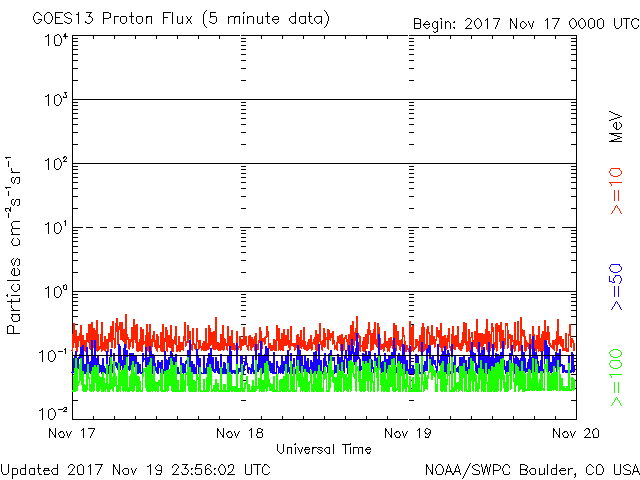 GOES13 Proton Flux (5 minute data)
Begin: 2017 Nov 17 0000 UTC
10⁴
10³
10²
10¹
10⁰
10⁻¹
10⁻²
Particles cm⁻²s⁻¹sr⁻¹
MeV
>=10
>=50
>=100
Nov 17
Nov 18
Nov 19
Nov 20
Universal Time
Updated 2017 Nov 19 23:56:02 UTC
NOAA/SWPC Boulder, CO USA